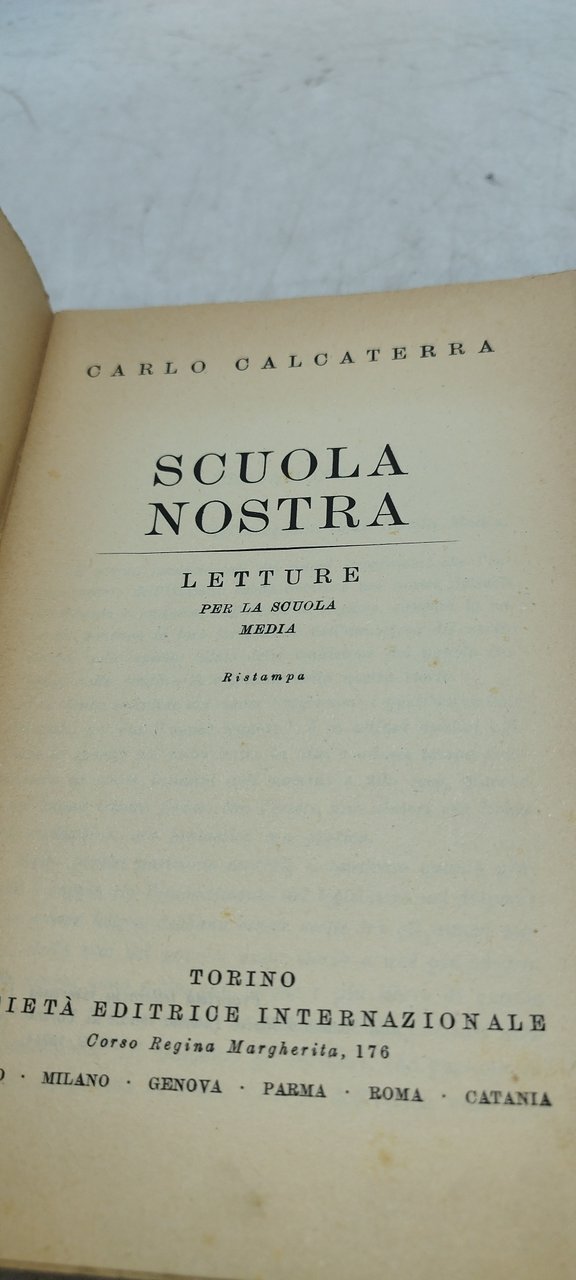 CARLO CALCATERRA
SCUOLA
NOSTRA
LETTURE
PER LA SCUOLA
MEDIA
Ristampa
TORINO
IETÀ EDITRICE INTERNAZIONALE
Corso Regina Margherita, 176
O · MILANO · GENOVA · PARMA · ROMA · CATANIA